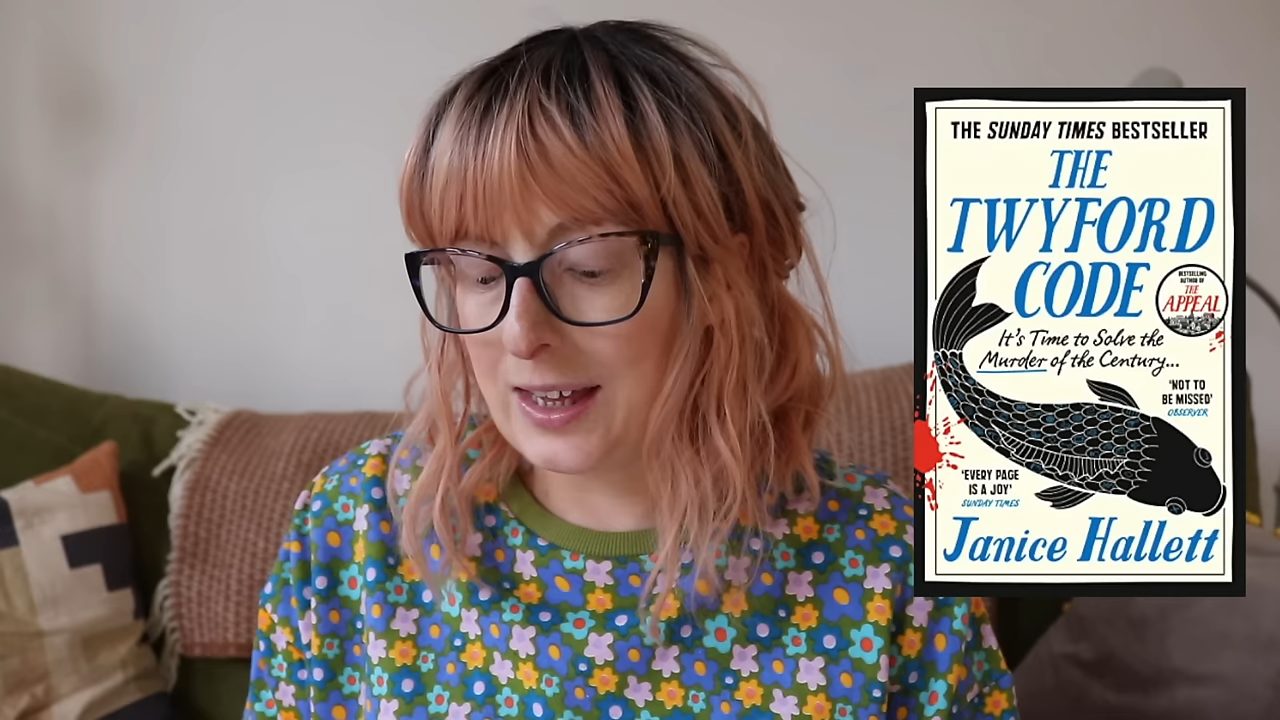 THE SUNDAY TIMES BESTSELLER
THE
TWYFORD
CODE
BESTSELLING
AUTHOR OF
THE
APPEAL
It's Time to Solve the
Murder of the Century...
'NOT TO
BE MISSED'
OBSERVER
'EVERY PAGE
IS A JOY'
SUNDAY TIMES
Janice Hallett